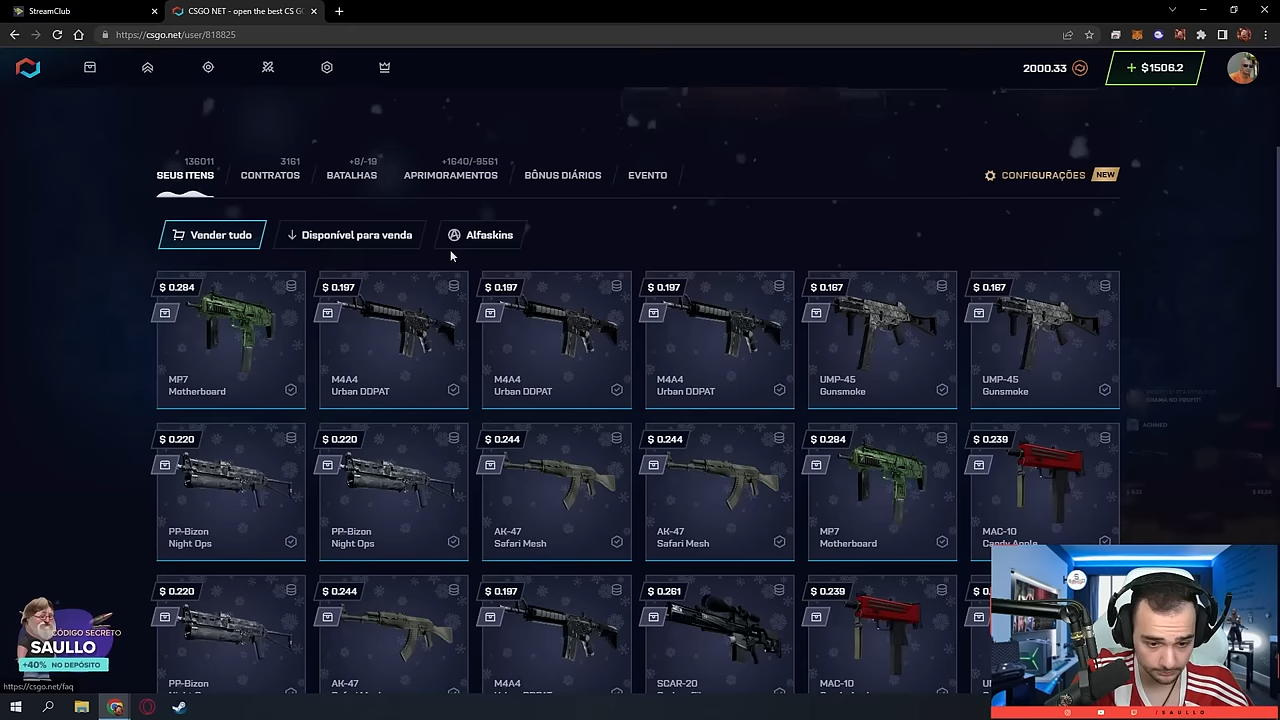 StreamClub
CSGO NET - open the best CS GO
https://csgo.net/user/818825
2000.33
+ $1506.2
136011
SEUS ITENS
3161
CONTRATOS
+8/-19
BATALHAS
+1640/-9561
APRIMORAMENTOS
BÔNUS DIÁRIOS
EVENTO
CONFIGURAÇÕES NEW
Vender tudo
Disponível para venda
Alfaskins
$ 0.284
MP7
Motherboard
$ 0.197
M4A4
Urban DDPAT
$ 0.197
M4A4
Urban DDPAT
$ 0.197
M4A4
Urban DDPAT
$ 0.167
UMP-45
Gunsmoke
$ 0.167
UMP-45
Gunsmoke
$ 0.220
PP-Bizon
Night Ops
$ 0.220
PP-Bizon
Night Ops
$ 0.244
AK-47
Safari Mesh
$ 0.244
AK-47
Safari Mesh
$ 0.284
MP7
Motherboard
$ 0.239
MAC-10
Candy Apple
$ 0.220
PP-Bizon
$ 0.244
AK-47
$ 0.197
M4A4
$ 0.261
SCAR-20
$ 0.239
MAC-10
ACHMED
CÓDIGO SECRETO
SAULLO
+40% NO DEPÓSITO
https://csgo.net/faq
/SAULLO